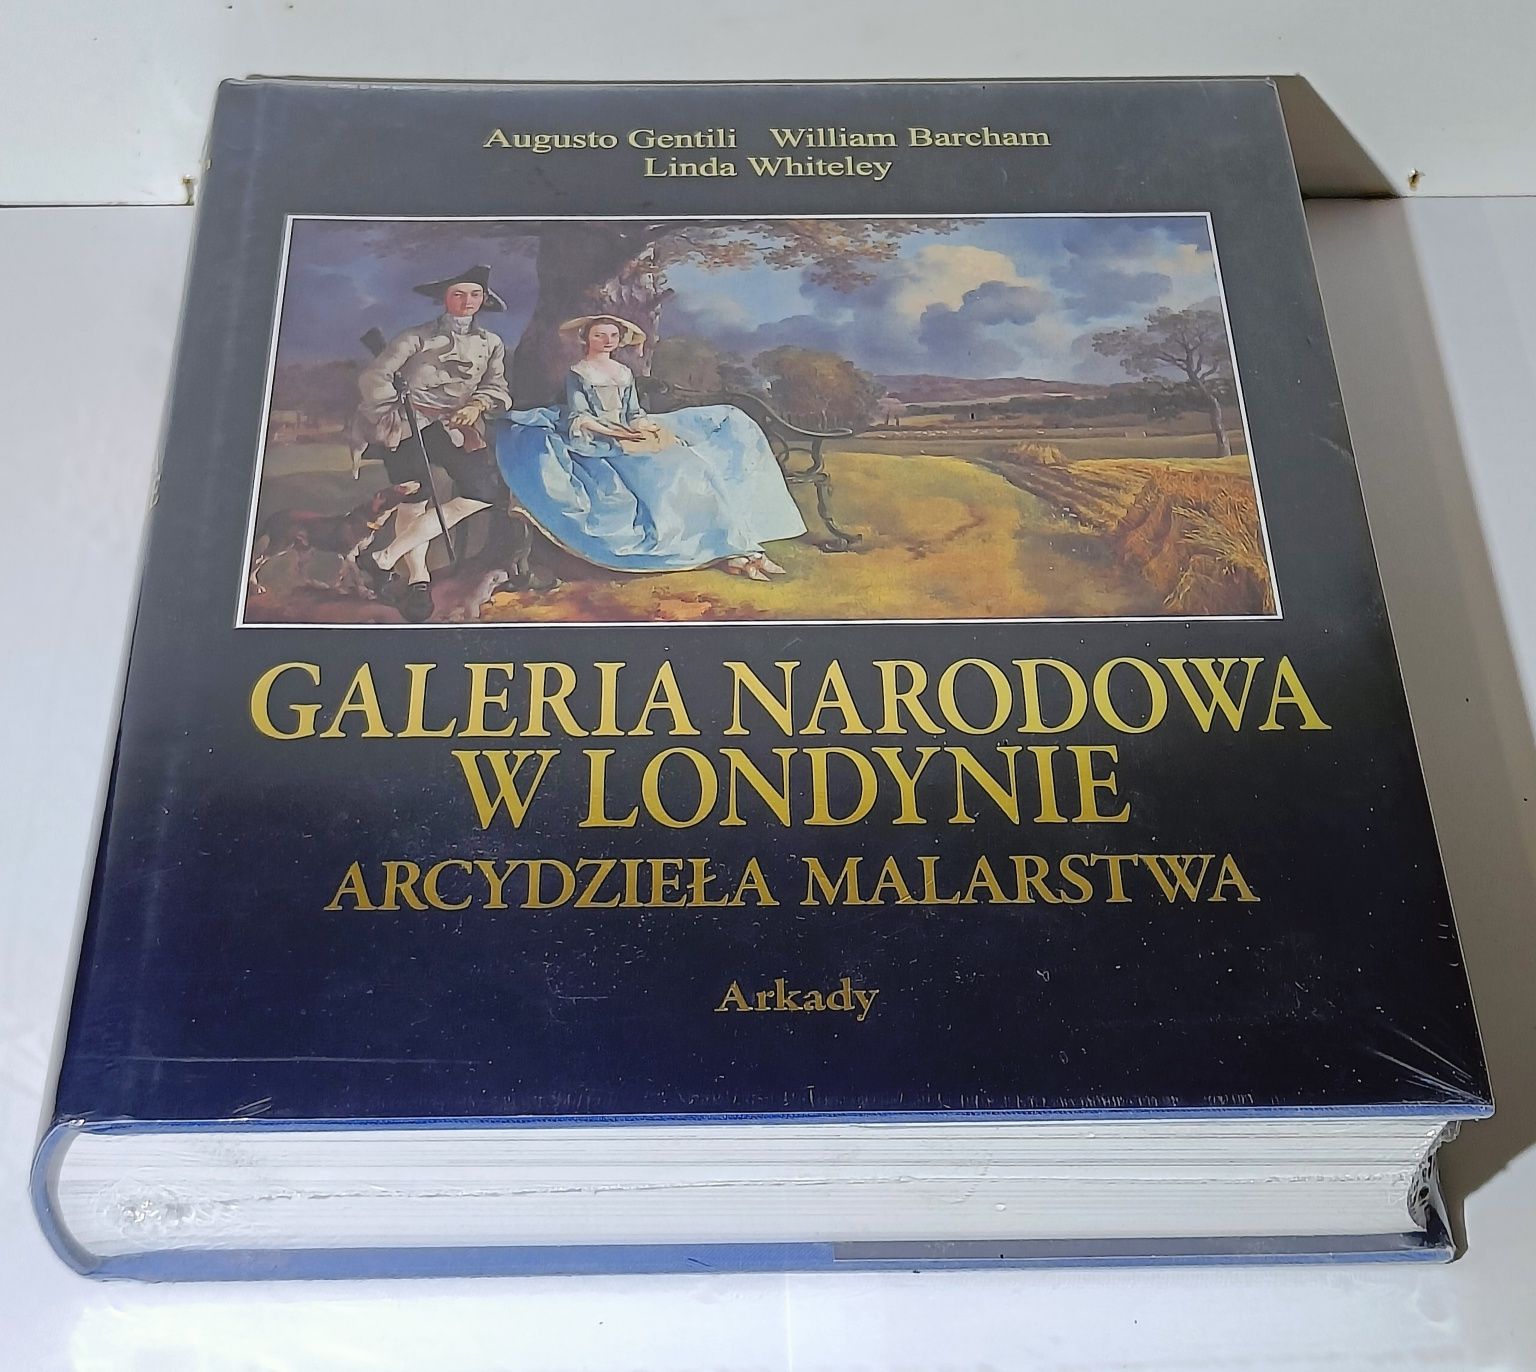 Augusto Gentili William Barcham
Linda Whiteley
GALERIA NARODOWA
W LONDYNIE
ARCYDZIEŁA MALARSTWA
Arkady